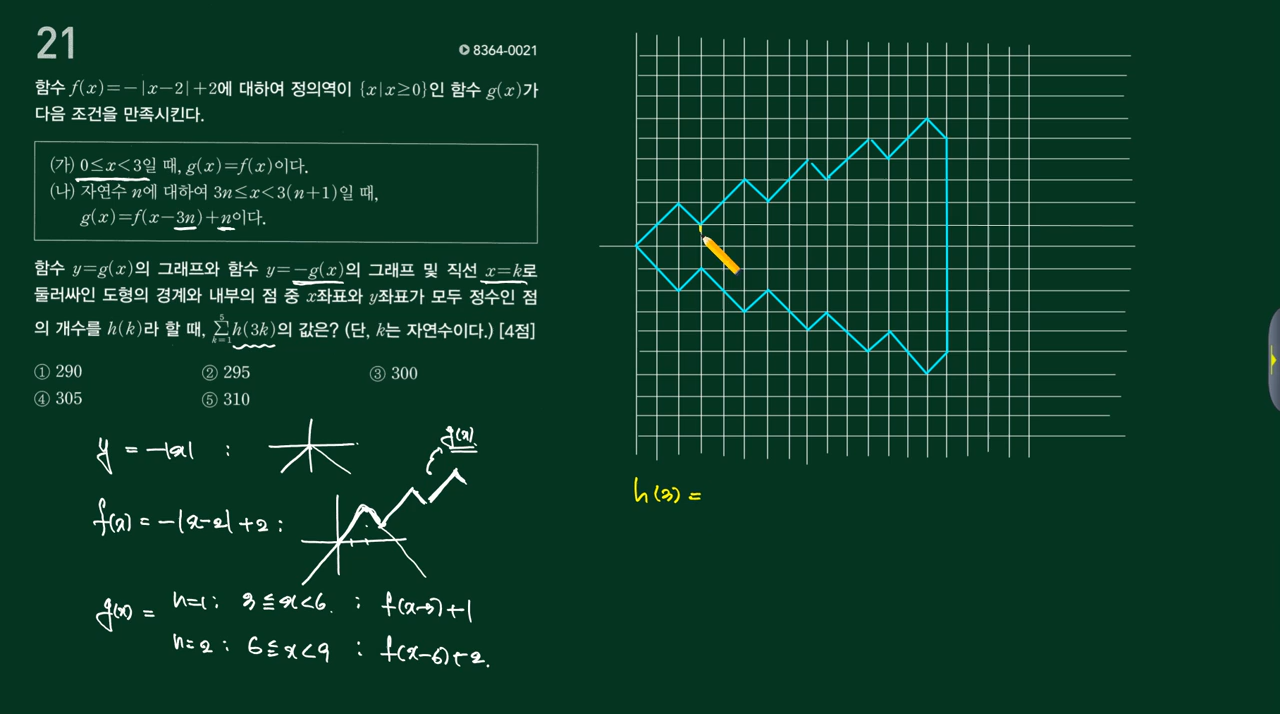 21
8364-0021
함수 f(x)=-|x-2|+2에 대하여 정의역이 {x|x≥0}인 함수 g(x)가
다음 조건을 만족시킨다.
(가) 0≤x<3일 때, g(x)=f(x)이다.
(나) 자연수 n에 대하여 3n≤x<3(n+1)일 때,
g(x)=f(x-3n)+n이다.
함수 y=g(x)의 그래프와 함수 y=-g(x)의 그래프 및 직선 x=k로
둘러싸인 도형의 경계와 내부의 점 중 x좌표와 y좌표가 모두 정수인 점
의 개수를 h(k)라 할 때, \sum_{k=1}^{5} h(3k)의 값은? (단, k는 자연수이다.) [4점]
① 290 ② 295 ③ 300
④ 305 ⑤ 310
y = -|x| :
g(x)
f(x) = -|x-2|+2 :
g(x) = n=1 : 3≦x<6 : f(x-3)+1
n=2 : 6≦x<9 : f(x-6)+2.
h(3) =